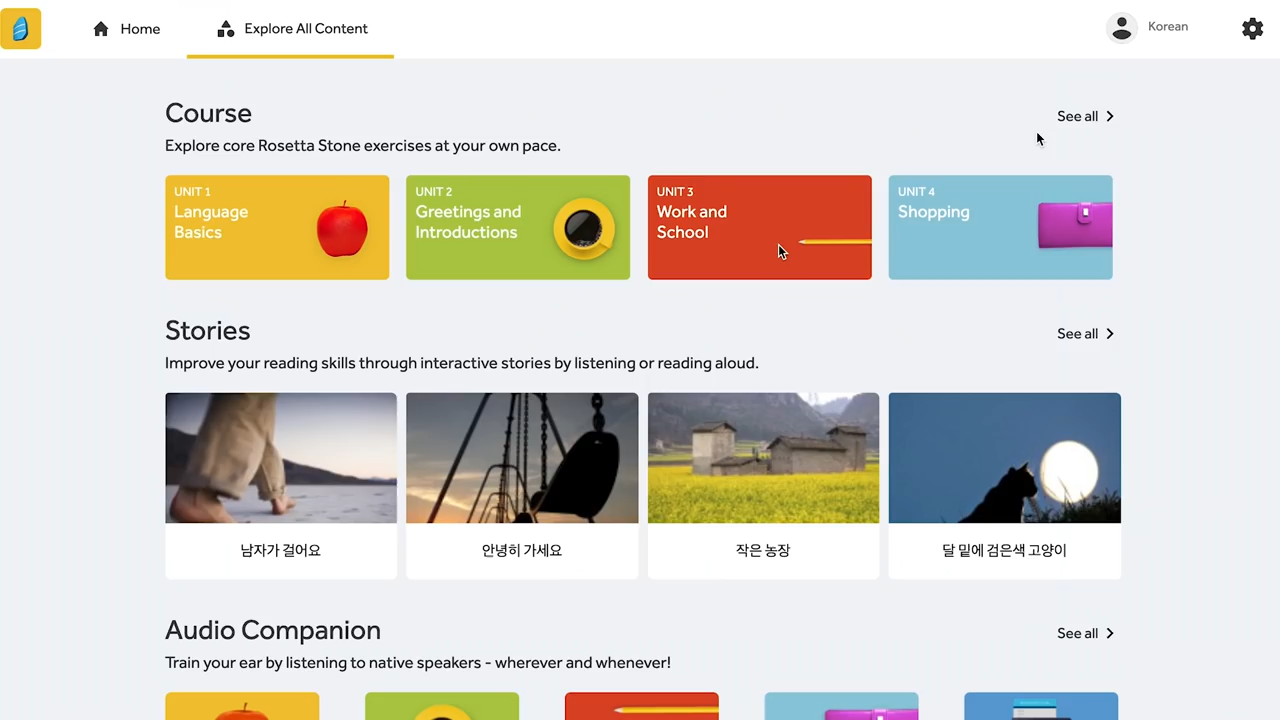 Home
Explore All Content
Korean
Course
See all
Explore core Rosetta Stone exercises at your own pace.
UNIT 1
Language
Basics
UNIT 2
Greetings and
Introductions
UNIT 3
Work and
School
UNIT 4
Shopping
Stories
See all
Improve your reading skills through interactive stories by listening or reading aloud.
남자가 걸어요
안녕히 가세요
작은 농장
달 밑에 검은색 고양이
Audio Companion
See all
Train your ear by listening to native speakers - wherever and whenever!